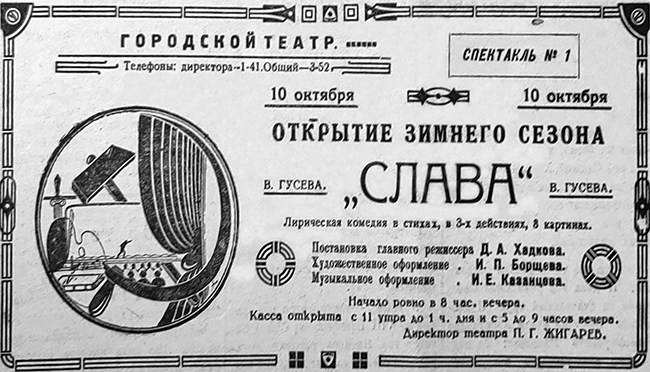 ГОРОДСКОЙ ТЕАТР.
Телефоны: директора—1-41. Общий—3-52
СПЕКТАКЛЬ № 1
10 октября
10 октября
ОТКРЫТИЕ ЗИМНЕГО СЕЗОНА
В. ГУСЕВА. „СЛАВА“ В. ГУСЕВА.
Лирическая комедия в стихах, в 3-х действиях, 8 картинах.
Постановка главного режиссера Д. А. Хадкова.
Художественное оформление . И. П. Борщева.
Музыкальное оформление . И. Е. Казанцова.
Начало ровно в 8 час. вечера.
Касса открыта с 11 утра до 1 ч. дня и с 5 до 9 часов вечера.
Директор театра П. Г. ЖИГАРЕВ.